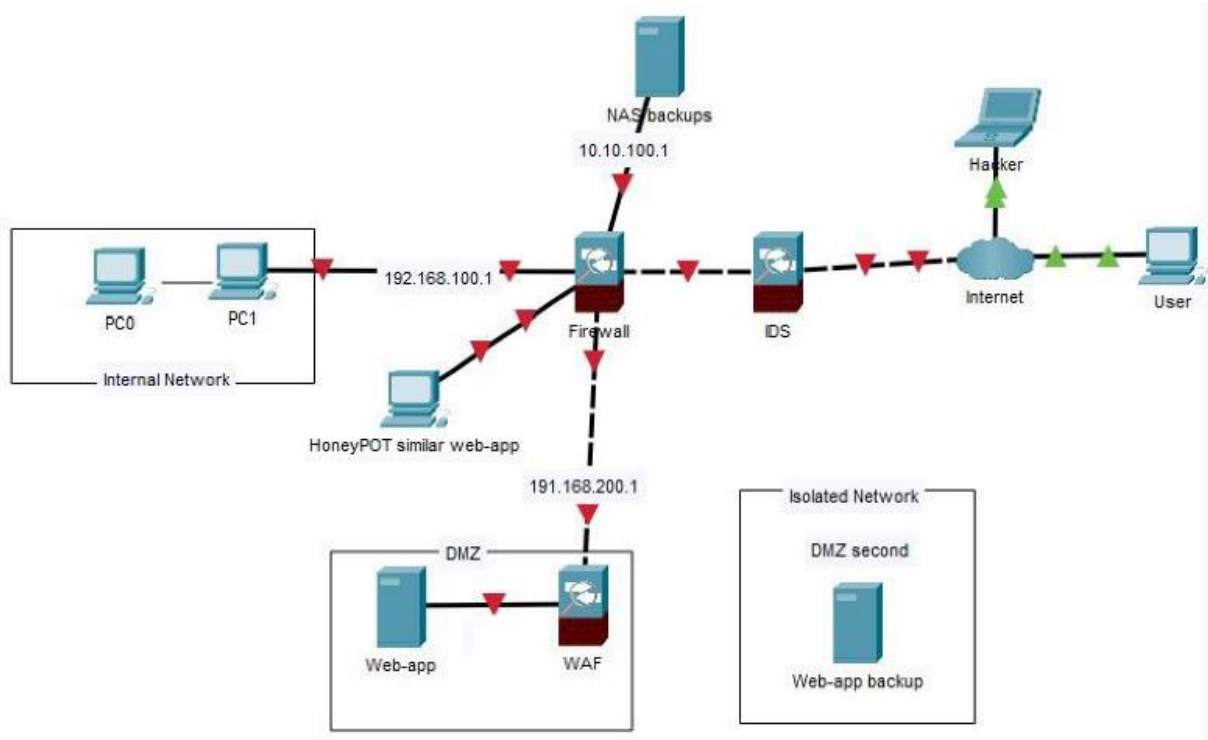 NAS backups
10.10.100.1
Hacker
Internet
User
192.168.100.1
Firewall
IDS
PC0
PC1
Internal Network
HoneyPOT similar web-app
191.168.200.1
Isolated Network
DMZ second
DMZ
Web-app
WAF
Web-app backup